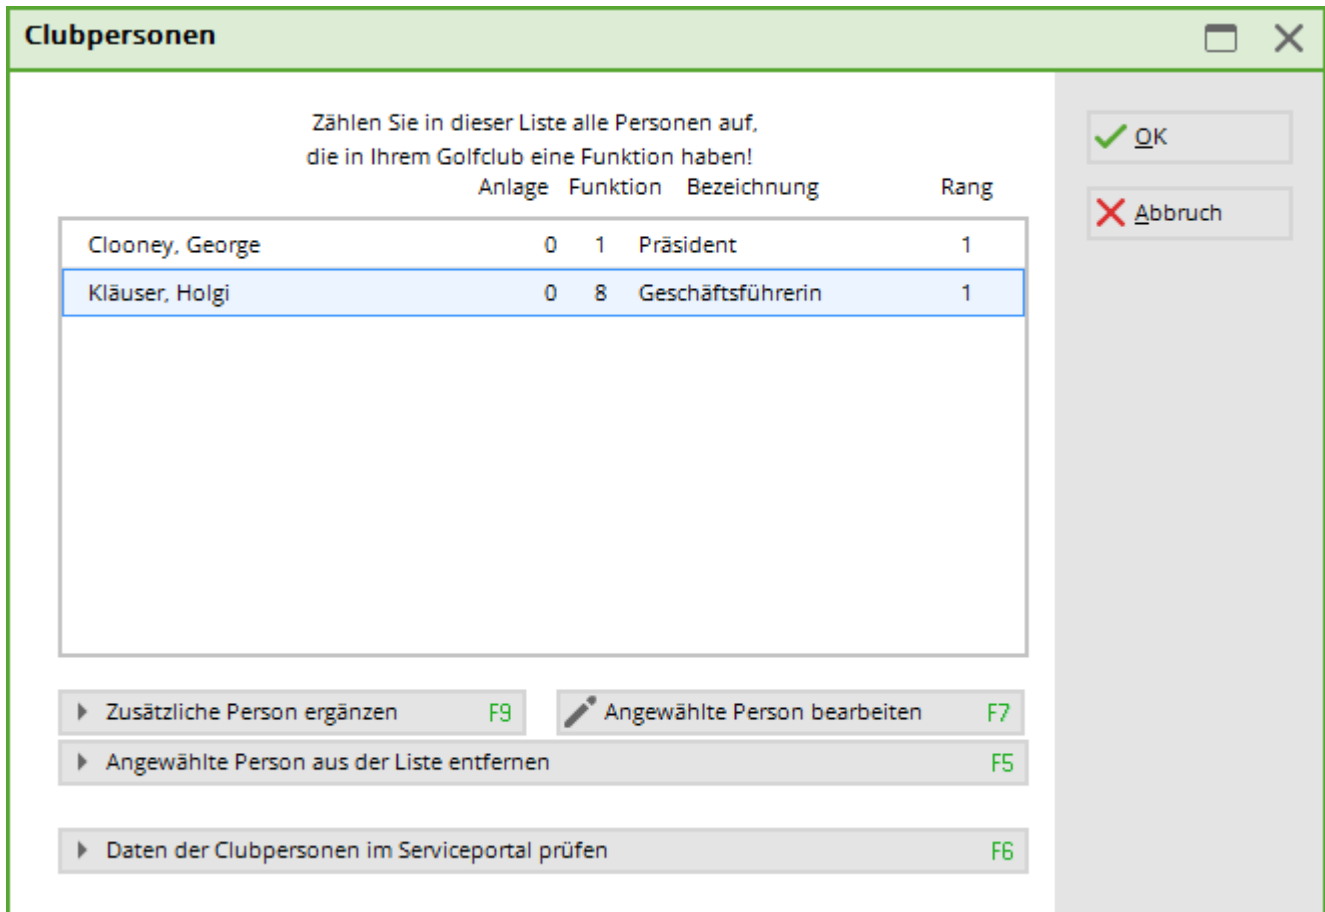 Clubpersonen
Zählen Sie in dieser Liste alle Personen auf,
die in Ihrem Golfclub eine Funktion haben!
Anlage Funktion Bezeichnung Rang
Clooney, George 0 1 Präsident 1
Kläuser, Holgi 0 8 Geschäftsführerin 1
Zusätzliche Person ergänzen F9
Angewählte Person bearbeiten F7
Angewählte Person aus der Liste entfernen F5
Daten der Clubpersonen im Serviceportal prüfen F6
OK
Abbruch